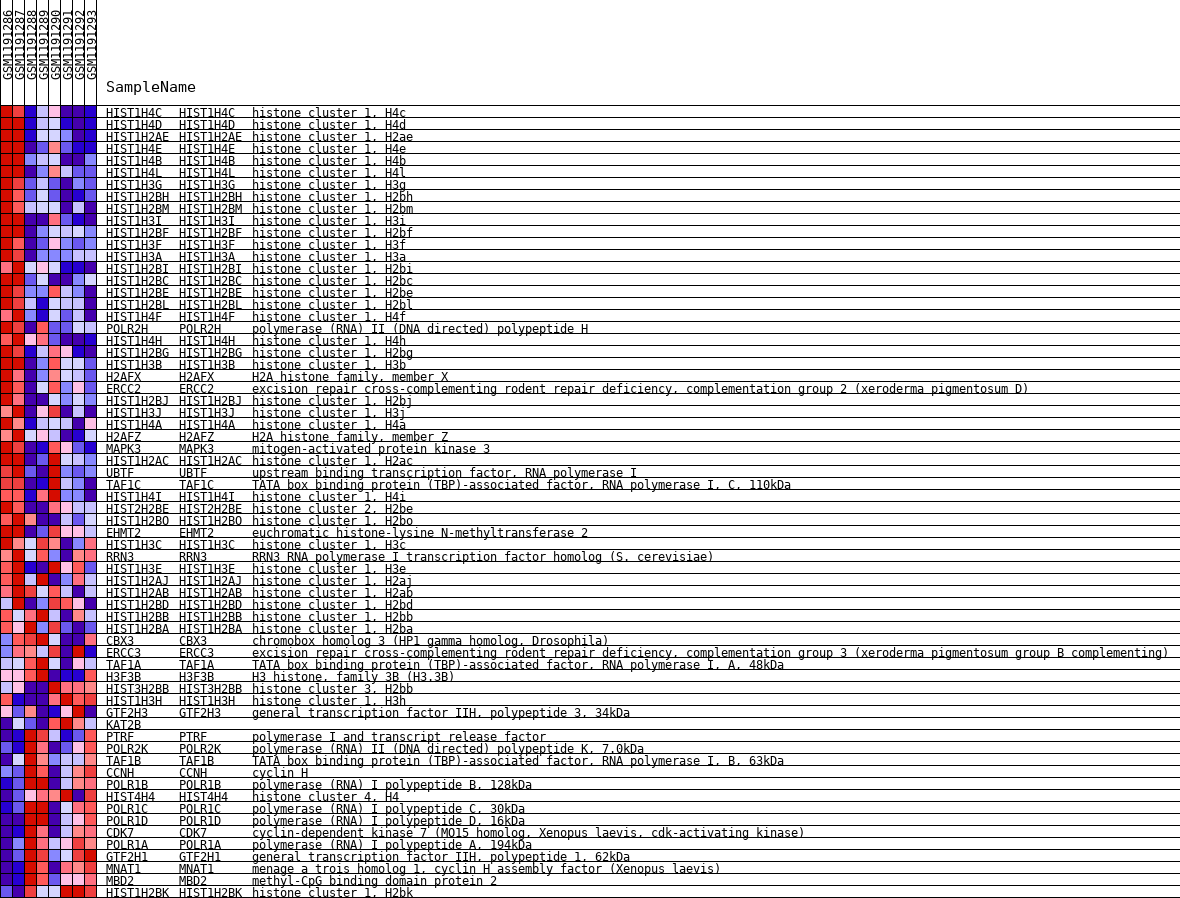 GSM1191286
GSM1191287
GSM1191288
GSM1191289
GSM1191290
GSM1191291
GSM1191292
GSM1191293
SampleName
HIST1H4C HIST1H4C histone cluster 1, H4c
HIST1H4D HIST1H4D histone cluster 1, H4d
HIST1H2AE HIST1H2AE histone cluster 1, H2ae
HIST1H4E HIST1H4E histone cluster 1, H4e
HIST1H4B HIST1H4B histone cluster 1, H4b
HIST1H4L HIST1H4L histone cluster 1, H4l
HIST1H3G HIST1H3G histone cluster 1, H3g
HIST1H2BH HIST1H2BH histone cluster 1, H2bh
HIST1H2BM HIST1H2BM histone cluster 1, H2bm
HIST1H3I HIST1H3I histone cluster 1, H3i
HIST1H2BF HIST1H2BF histone cluster 1, H2bf
HIST1H3F HIST1H3F histone cluster 1, H3f
HIST1H3A HIST1H3A histone cluster 1, H3a
HIST1H2BI HIST1H2BI histone cluster 1, H2bi
HIST1H2BC HIST1H2BC histone cluster 1, H2bc
HIST1H2BE HIST1H2BE histone cluster 1, H2be
HIST1H2BL HIST1H2BL histone cluster 1, H2bl
HIST1H4F HIST1H4F histone cluster 1, H4f
POLR2H POLR2H polymerase (RNA) II (DNA directed) polypeptide H
HIST1H4H HIST1H4H histone cluster 1, H4h
HIST1H2BG HIST1H2BG histone cluster 1, H2bg
HIST1H3B HIST1H3B histone cluster 1, H3b
H2AFX H2AFX H2A histone family, member X
ERCC2 ERCC2 excision repair cross-complementing rodent repair deficiency, complementation group 2 (xeroderma pigmentosum D)
HIST1H2BJ HIST1H2BJ histone cluster 1, H2bj
HIST1H3J HIST1H3J histone cluster 1, H3j
HIST1H4A HIST1H4A histone cluster 1, H4a
H2AFZ H2AFZ H2A histone family, member Z
MAPK3 MAPK3 mitogen-activated protein kinase 3
HIST1H2AC HIST1H2AC histone cluster 1, H2ac
UBTF UBTF upstream binding transcription factor, RNA polymerase I
TAF1C TAF1C TATA box binding protein (TBP)-associated factor, RNA polymerase I, C, 110kDa
HIST1H4I HIST1H4I histone cluster 1, H4i
HIST2H2BE HIST2H2BE histone cluster 2, H2be
HIST1H2BO HIST1H2BO histone cluster 1, H2bo
EHMT2 EHMT2 euchromatic histone-lysine N-methyltransferase 2
HIST1H3C HIST1H3C histone cluster 1, H3c
RRN3 RRN3 RRN3 RNA polymerase I transcription factor homolog (S. cerevisiae)
HIST1H3E HIST1H3E histone cluster 1, H3e
HIST1H2AJ HIST1H2AJ histone cluster 1, H2aj
HIST1H2AB HIST1H2AB histone cluster 1, H2ab
HIST1H2BD HIST1H2BD histone cluster 1, H2bd
HIST1H2BB HIST1H2BB histone cluster 1, H2bb
HIST1H2BA HIST1H2BA histone cluster 1, H2ba
CBX3 CBX3 chromobox homolog 3 (HP1 gamma homolog, Drosophila)
ERCC3 ERCC3 excision repair cross-complementing rodent repair deficiency, complementation group 3 (xeroderma pigmentosum group B complementing)
TAF1A TAF1A TATA box binding protein (TBP)-associated factor, RNA polymerase I, A, 48kDa
H3F3B H3F3B H3 histone, family 3B (H3.3B)
HIST3H2BB HIST3H2BB histone cluster 3, H2bb
HIST1H3H HIST1H3H histone cluster 1, H3h
GTF2H3 GTF2H3 general transcription factor IIH, polypeptide 3, 34kDa
KAT2B
PTRF PTRF polymerase I and transcript release factor
POLR2K POLR2K polymerase (RNA) II (DNA directed) polypeptide K, 7.0kDa
TAF1B TAF1B TATA box binding protein (TBP)-associated factor, RNA polymerase I, B, 63kDa
CCNH CCNH cyclin H
POLR1B POLR1B polymerase (RNA) I polypeptide B, 128kDa
HIST4H4 HIST4H4 histone cluster 4, H4
POLR1C POLR1C polymerase (RNA) I polypeptide C, 30kDa
POLR1D POLR1D polymerase (RNA) I polypeptide D, 16kDa
CDK7 CDK7 cyclin-dependent kinase 7 (MO15 homolog, Xenopus laevis, cdk-activating kinase)
POLR1A POLR1A polymerase (RNA) I polypeptide A, 194kDa
GTF2H1 GTF2H1 general transcription factor IIH, polypeptide 1, 62kDa
MNAT1 MNAT1 menage a trois homolog 1, cyclin H assembly factor (Xenopus laevis)
MBD2 MBD2 methyl-CpG binding domain protein 2
HIST1H2BK HIST1H2BK histone cluster 1, H2bk